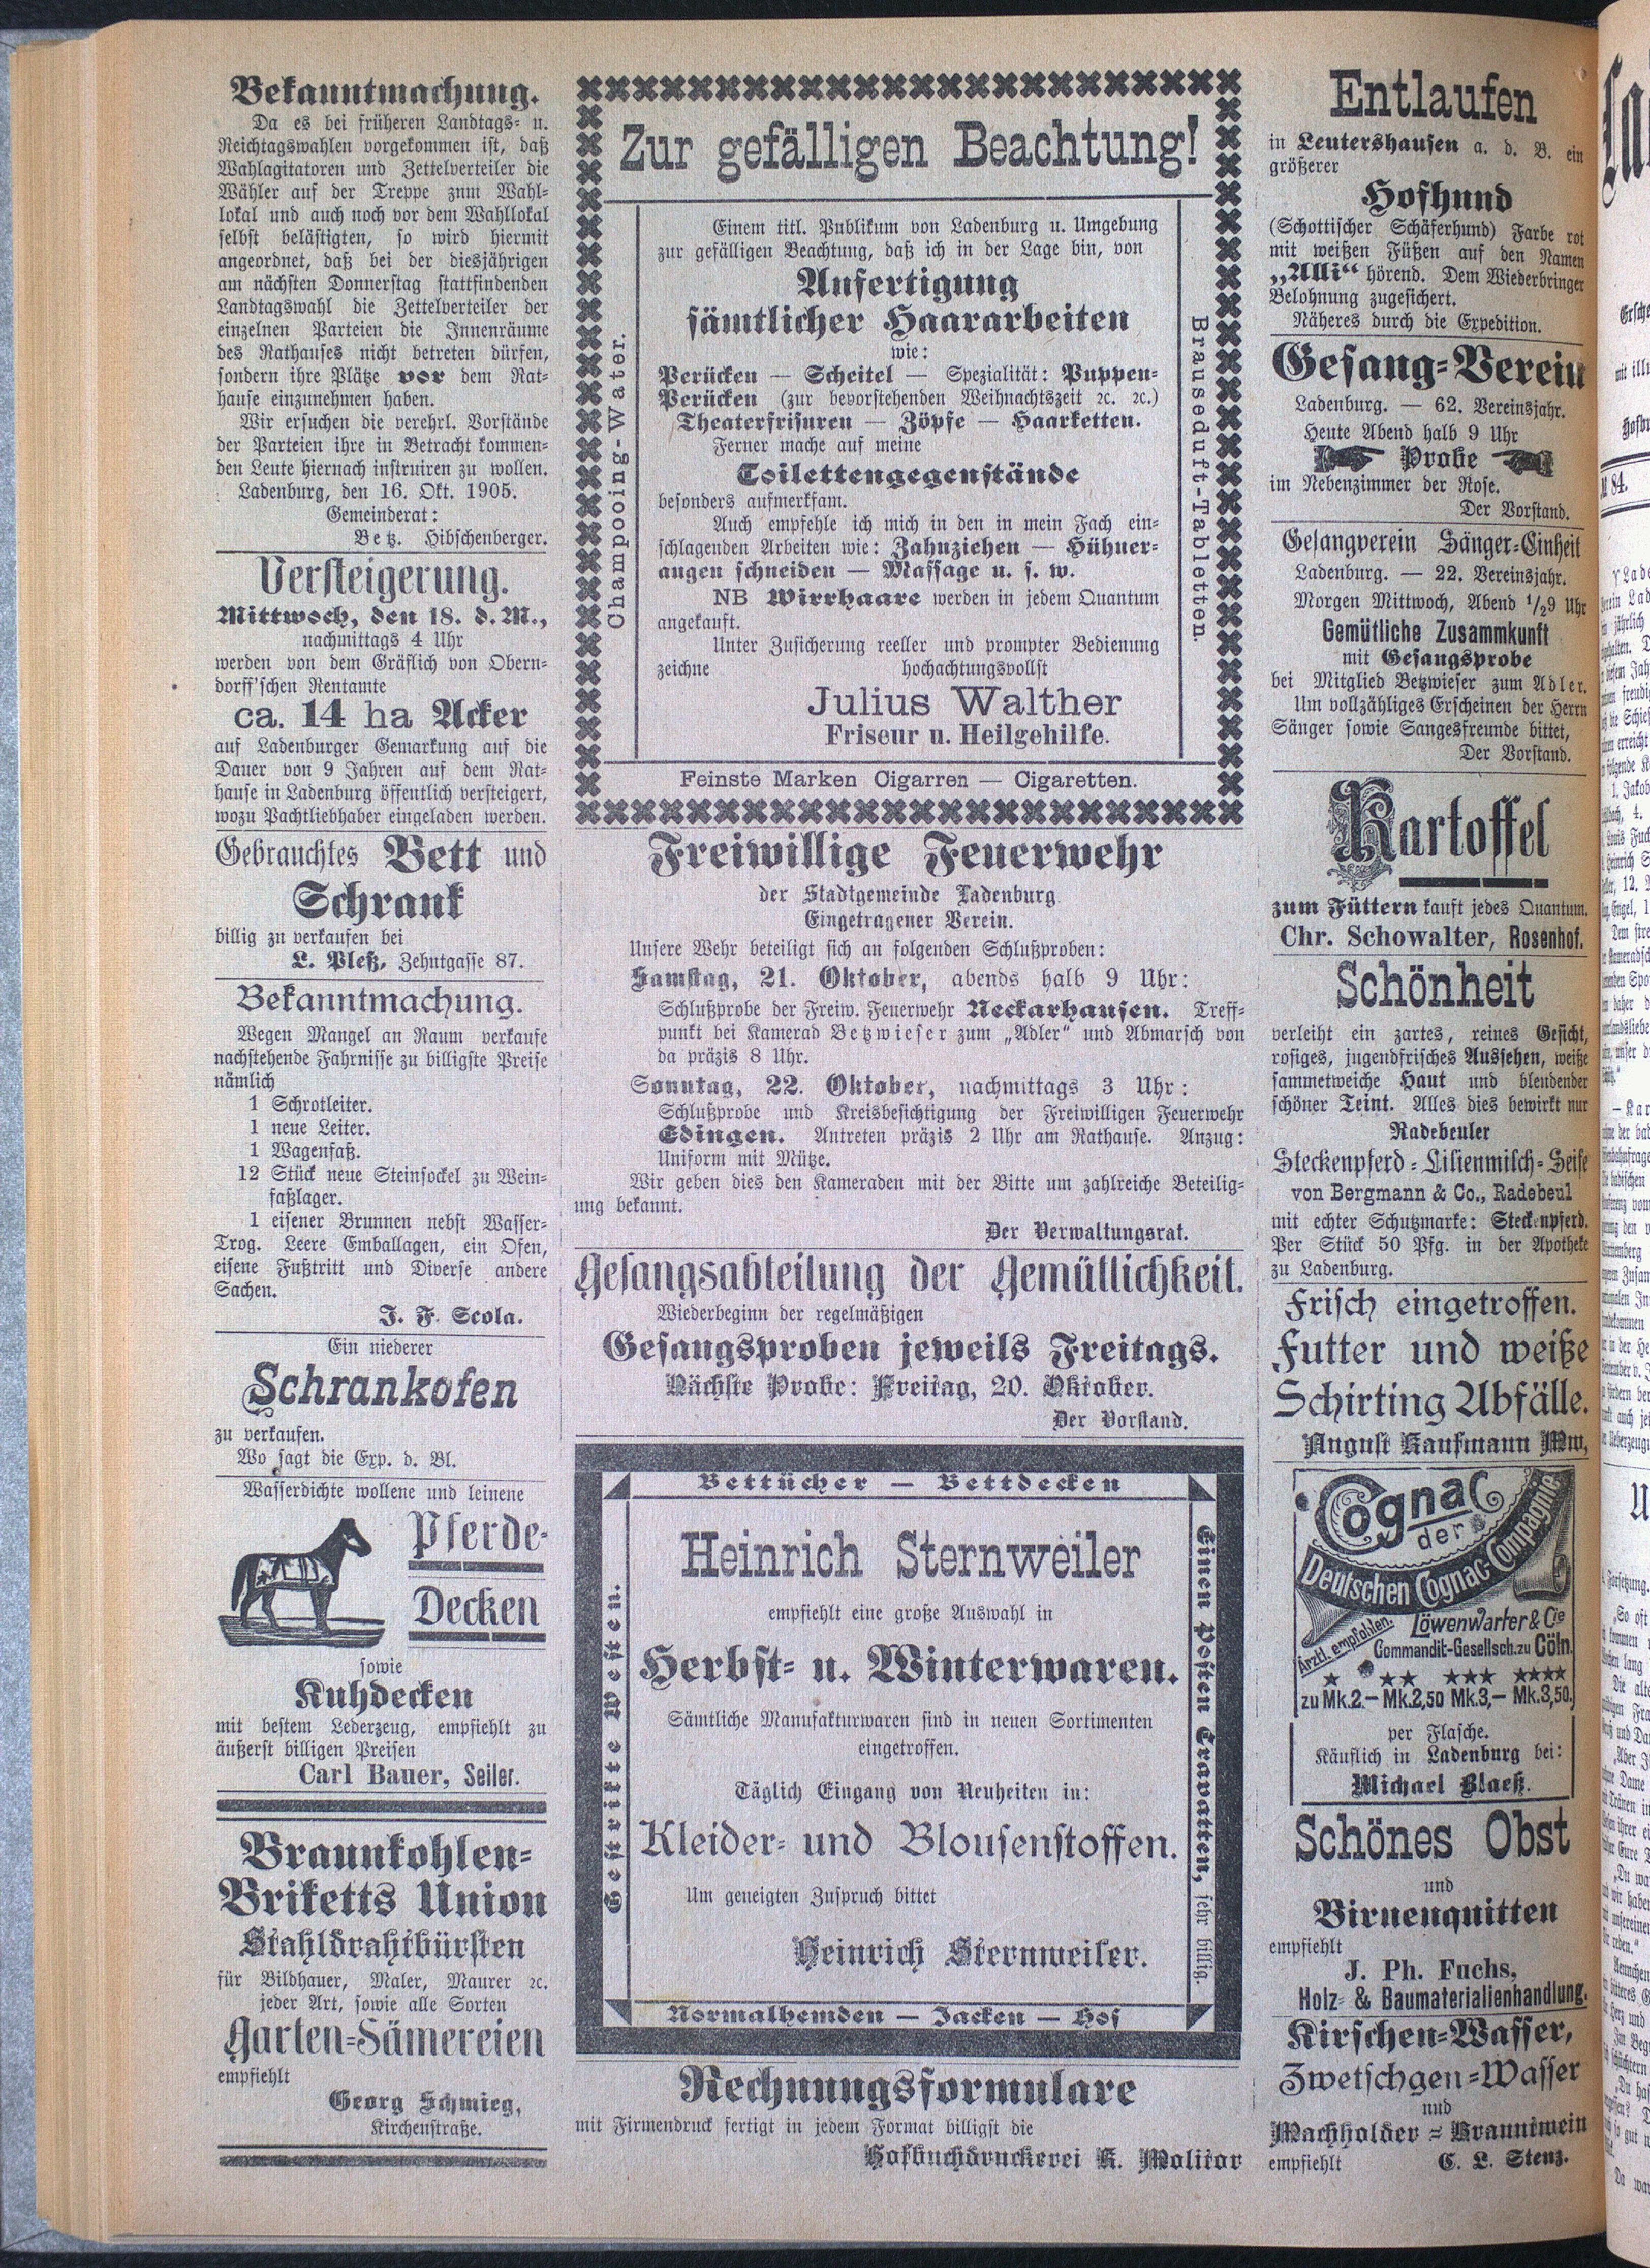 Bekanntmachung.
Da es bei früheren Landtags- u.
Reichtagswahlen vorgekommen ist, daß
Wahlagitatoren und Zettelverteiler die
Wähler auf der Treppe zum Wahl-
lokal und auch noch vor dem Wahllokal
selbst belästigten, so wird hiermit
angeordnet, daß bei der diesjährigen
am nächsten Donnerstag stattfindenden
Landtagswahl die Zettelverteiler der
einzelnen Parteien die Innenräume
des Rathauses nicht betreten dürfen,
sondern ihre Plätze vor dem Rat-
hause einzunehmen haben.
Wir ersuchen die verehrl. Vorstände
der Parteien ihre in Betracht kommen-
den Leute hiernach instruiren zu wollen.
Ladenburg, den 16. Okt. 1905.
Gemeinderat:
Betz. Hibschenberger.
Versteigerung.
Mittwoch, den 18. d. M.,
nachmittags 4 Uhr
werden von dem Gräflich von Obern-
dorff'schen Rentamte
ca. 14 ha Acker
auf Ladenburger Gemarkung auf die
Dauer von 9 Jahren auf dem Rat-
hause in Ladenburg öffentlich versteigert,
wozu Pachtliebhaber eingeladen werden.
Gebrauchtes Bett und
Schrank
billig zu verkaufen bei
L. Pleß, Zehntgasse 87.
Bekanntmachung.
Wegen Mangel an Raum verkaufe
nachstehende Fahrnisse zu billigste Preise
nämlich
1 Schrotleiter.
1 neue Leiter.
1 Wagenfaß.
12 Stück neue Steinsockel zu Wein-
faßlager.
1 eisener Brunnen nebst Wasser-
Trog. Leere Emballagen, ein Ofen,
eisene Fußtritt und Diverse andere
Sachen.
J. F. Scola.
Ein niederer
Schrankofen
zu verkaufen.
Wo sagt die Exp. d. Bl.
Wasserdichte wollene und leinene
Pferde-
Decken
sowie
Kuhdecken
mit bestem Lederzeug, empfiehlt zu
äußerst billigen Preisen
Carl Bauer, Seiler.
Braunkohlen-
Briketts Union
Stahldrahtbürsten
für Bildhauer, Maler, Maurer ꝛc.
jeder Art, sowie alle Sorten
Garten-Sämereien
empfiehlt
Georg Schmieg,
Kirchenstraße.
Zur gefälligen Beachtung!
Champooing-Water.
Einem titl. Publikum von Ladenburg u. Umgebung
zur gefälligen Beachtung, daß ich in der Lage bin, von
Anfertigung
sämtlicher Haararbeiten
wie:
Perücken — Scheitel — Spezialität: Puppen-
Perücken (zur bevorstehenden Weihnachtszeit ꝛc. ꝛc.)
Theaterfrisuren — Zöpfe — Haarketten.
Ferner mache auf meine
Toilettengegenstände
besonders aufmerksam.
Auch empfehle ich mich in den in mein Fach ein-
schlagenden Arbeiten wie: Zahnziehen — Hühner-
augen schneiden — Massage u. s. w.
NB Wirrhaare werden in jedem Quantum
angekauft.
Unter Zusicherung reeller und prompter Bedienung
zeichne hochachtungsvollst
Julius Walther
Friseur u. Heilgehilfe.
Brauseduft-Tabletten.
Feinste Marken Cigarren — Cigaretten.
Freiwillige Feuerwehr
der Stadtgemeinde Ladenburg
Eingetragener Verein.
Unsere Wehr beteiligt sich an folgenden Schlußproben:
Samstag, 21. Oktober, abends halb 9 Uhr:
Schlußprobe der Freiw. Feuerwehr Neckarhausen. Treff-
punkt bei Kamerad Betzwieser zum „Adler“ und Abmarsch von
da präzis 8 Uhr.
Sonntag, 22. Oktober, nachmittags 3 Uhr:
Schlußprobe und Kreisbesichtigung der Freiwilligen Feuerwehr
Edingen. Antreten präzis 2 Uhr am Rathause. Anzug:
Uniform mit Mütze.
Wir geben dies den Kameraden mit der Bitte um zahlreiche Beteilig-
ung bekannt.
Der Verwaltungsrat.
Gesangsabteilung der Gemütlichkeit.
Wiederbeginn der regelmäßigen
Gesangsproben jeweils Freitags.
Nächste Probe: Freitag, 20. Oktober.
Der Vorstand.
Bettücher — Bettdecken
Gestrikte Westen.
Heinrich Sternweiler
empfiehlt eine große Auswahl in
Herbst- u. Winterwaren.
Sämtliche Manufakturwaren sind in neuen Sortimenten
eingetroffen.
Täglich Eingang von Neuheiten in:
Kleider- und Blousenstoffen.
Um geneigten Zuspruch bittet
Heinrich Sternweiler.
Einen Posten Cravatten, sehr billig.
Normalhemden — Jacken — Hos
Rechnungsformulare
mit Firmendruck fertigt in jedem Format billigst die
Hofbuchdruckerei K. Molitor
Entlaufen
in Leutershausen a. d. B. ein
größerer
Hofhund
(Schottischer Schäferhund) Farbe rot
mit weißen Füßen auf den Namen
„Alli“ hörend. Dem Wiederbringer
Belohnung zugesichert.
Näheres durch die Expedition.
Gesang-Verein
Ladenburg. — 62. Vereinsjahr.
Heute Abend halb 9 Uhr
Probe
im Nebenzimmer der Rose.
Der Vorstand.
Gesangverein Sänger-Einheit
Ladenburg. — 22. Vereinsjahr.
Morgen Mittwoch, Abend 1/29 Uhr
Gemütliche Zusammkunft
mit Gesangsprobe
bei Mitglied Betzwieser zum Adler.
Um vollzähliges Erscheinen der Herrn
Sänger sowie Sangesfreunde bittet,
Der Vorstand.
Kartoffel
zum Füttern kauft jedes Quantum.
Chr. Schowalter, Rosenhof.
Schönheit
verleiht ein zartes, reines Gesicht,
rosiges, jugendfrisches Aussehen, weiße
sammetweiche Haut und blendender
schöner Teint. Alles dies bewirkt nur
Radebeuler
Steckenpferd-Lilienmilch-Seife
von Bergmann & Co., Radebeul
mit echter Schutzmarke: Steckenpferd.
Per Stück 50 Pfg. in der Apotheke
zu Ladenburg.
Frisch eingetroffen.
Futter und weiße
Schirting Abfälle.
August Kaufmann Ww,
Cognac
der
Deutschen Cognac-Compagnie
Ärztl. empfohlen.
Löwenwarter & Cie
Commandit-Gesellsch. zu Cöln.
★ ★★ ★★★ ★★★★
zu Mk. 2.- Mk. 2,50 Mk. 3,- Mk. 3,50.
per Flasche.
Käuflich in Ladenburg bei:
Michael Blaeß.
Schönes Obst
und
Birnenquitten
empfiehlt
J. Ph. Fuchs,
Holz- & Baumaterialienhandlung.
Kirschen-Wasser,
Zwetschgen-Wasser
und
Wachholder-Branntwein
empfiehlt C. L. Stenz.